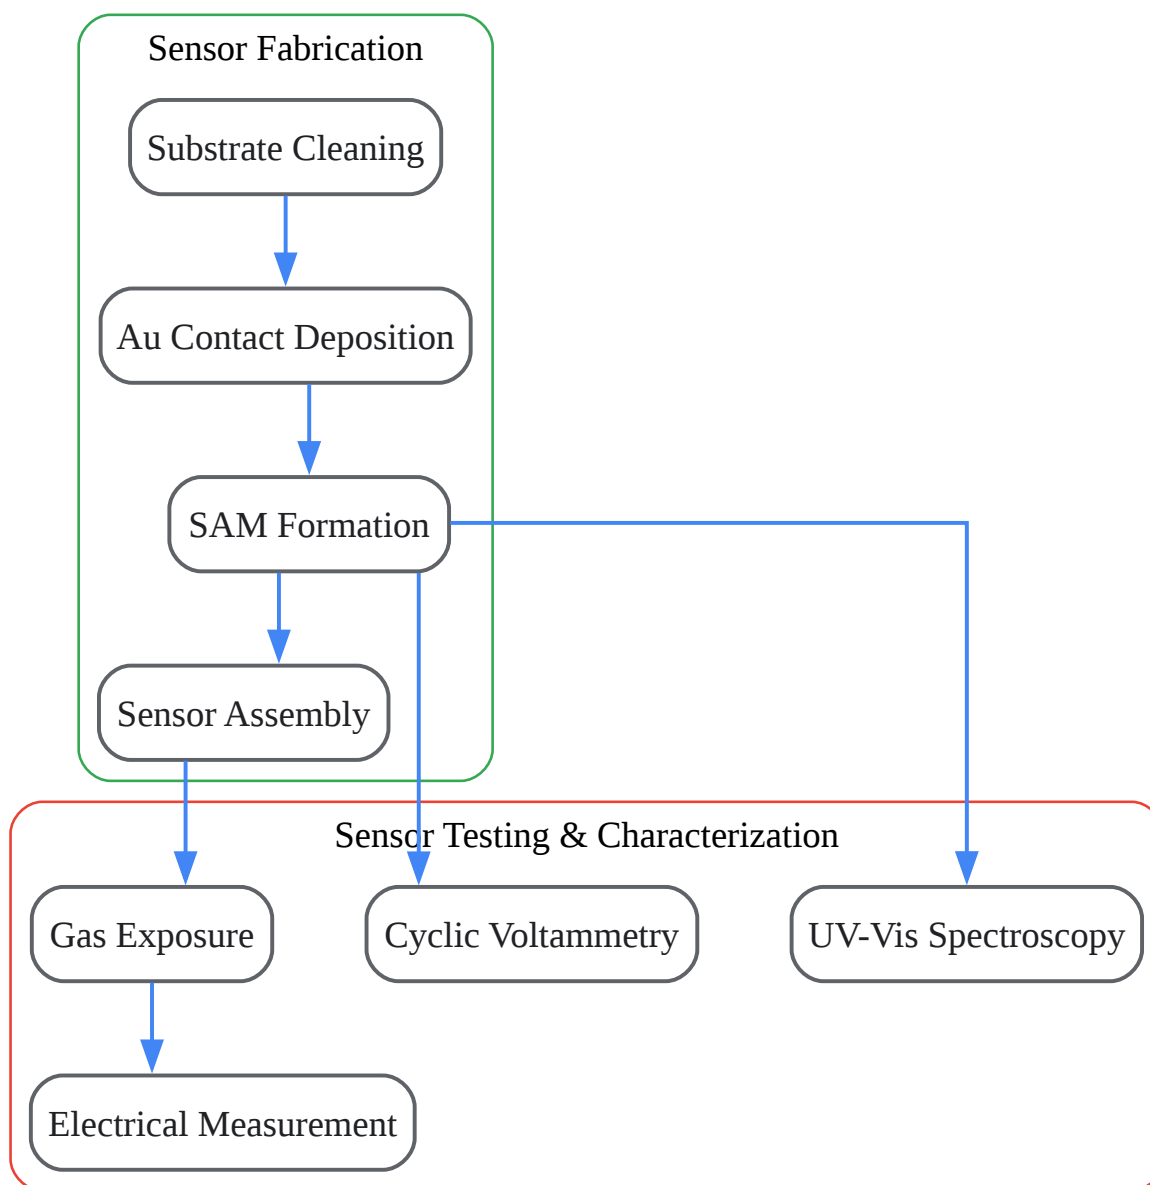 Sensor Fabrication
Substrate Cleaning
Au Contact Deposition
SAM Formation
Sensor Assembly
Sensor Testing & Characterization
Gas Exposure
Cyclic Voltammetry
UV-Vis Spectroscopy
Electrical Measurement